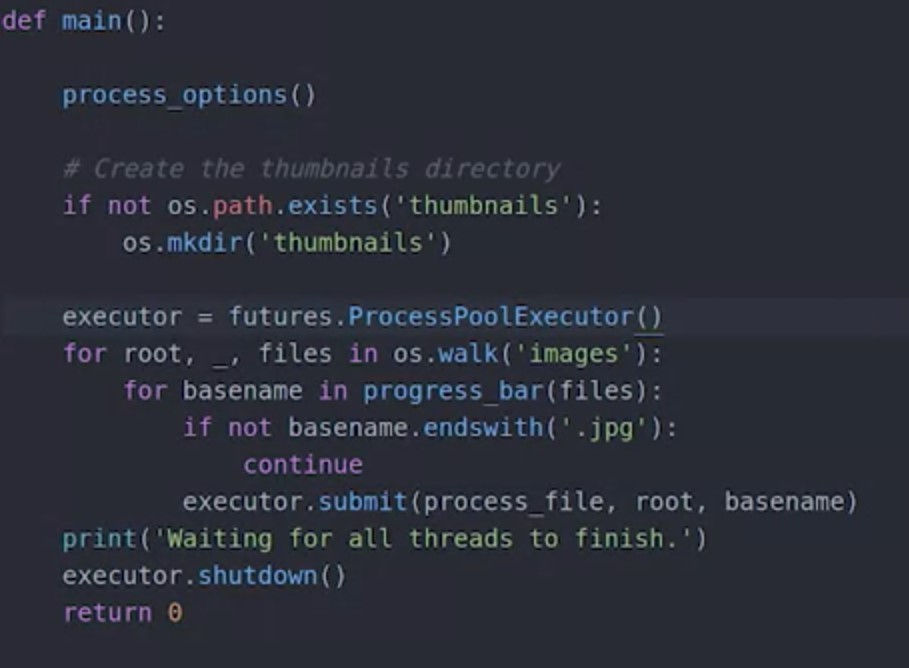 def main():
    process_options()
    # Create the thumbnails directory
    if not os.path.exists('thumbnails'):
        os.mkdir('thumbnails')
    executor = futures.ProcessPoolExecutor()
    for root, _, files in os.walk('images'):
        for basename in progress_bar(files):
            if not basename.endswith('.jpg'):
                continue
            executor.submit(process_file, root, basename)
    print('Waiting for all threads to finish.')
    executor.shutdown()
    return 0